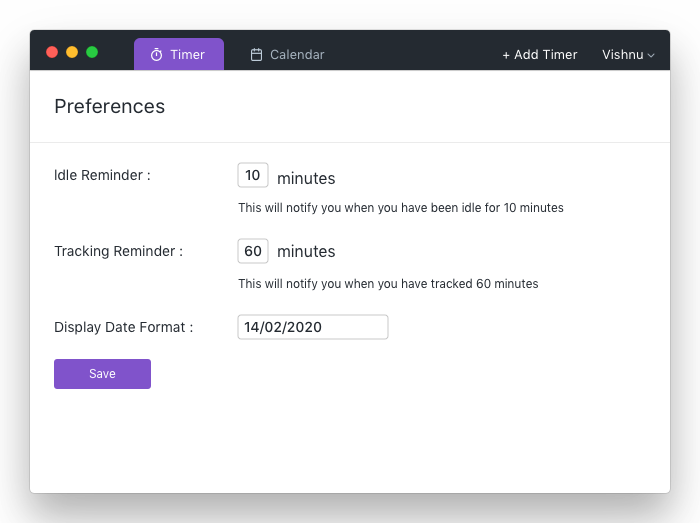 Timer
Calendar
+ Add Timer
Vishnu
Preferences
Idle Reminder :
10 minutes
This will notify you when you have been idle for 10 minutes
Tracking Reminder :
60 minutes
This will notify you when you have tracked 60 minutes
Display Date Format :
14/02/2020
Save